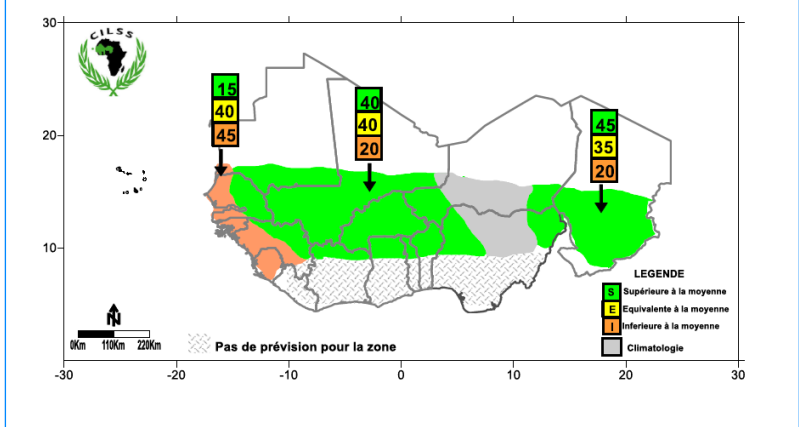 30
CILSS
15
40
45
40
40
20
45
35
20
20
10
LEGENDE
S Supérieure à la moyenne
E Equivalente à la moyenne
I Inferieure à la moyenne
Climatologie
N
0Km 110Km 220Km
Pas de prévision pour la zone
-30 -20 -10 0 10 20 30